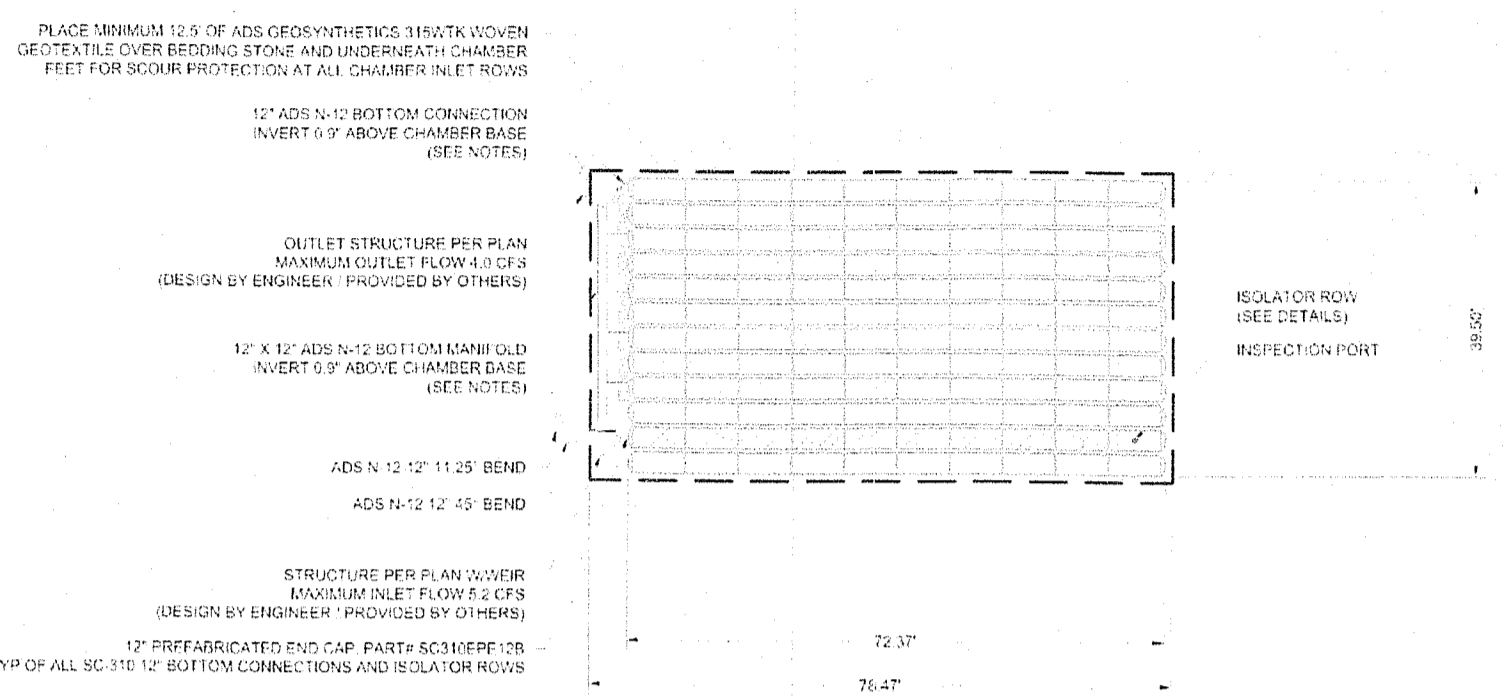 PLACE MINIMUM 12.5' OF ADS GEOSYNTHETICS 315WTK WOVEN
GEOTEXTILE OVER BEDDING STONE AND UNDERNEATH CHAMBER
FEET FOR SCOUR PROTECTION AT ALL CHAMBER INLET ROWS
12" ADS N-12 BOTTOM CONNECTION
INVERT 0.9" ABOVE CHAMBER BASE
(SEE NOTES)
OUTLET STRUCTURE PER PLAN
MAXIMUM OUTLET FLOW 4.0 CFS
(DESIGN BY ENGINEER / PROVIDED BY OTHERS)
12" X 12" ADS N-12 BOTTOM MANIFOLD
INVERT 0.9" ABOVE CHAMBER BASE
(SEE NOTES)
ADS N-12 12" 11.25° BEND
ADS N-12 12" 45° BEND
STRUCTURE PER PLAN W/WEIR
MAXIMUM INLET FLOW 5.2 CFS
(DESIGN BY ENGINEER / PROVIDED BY OTHERS)
12" PREFABRICATED END CAP, PART# SC310EPE12B
YP OF ALL SC-310 12" BOTTOM CONNECTIONS AND ISOLATOR ROWS
ISOLATOR ROW
(SEE DETAILS)
INSPECTION PORT
39.50'
72.37'
78.47'